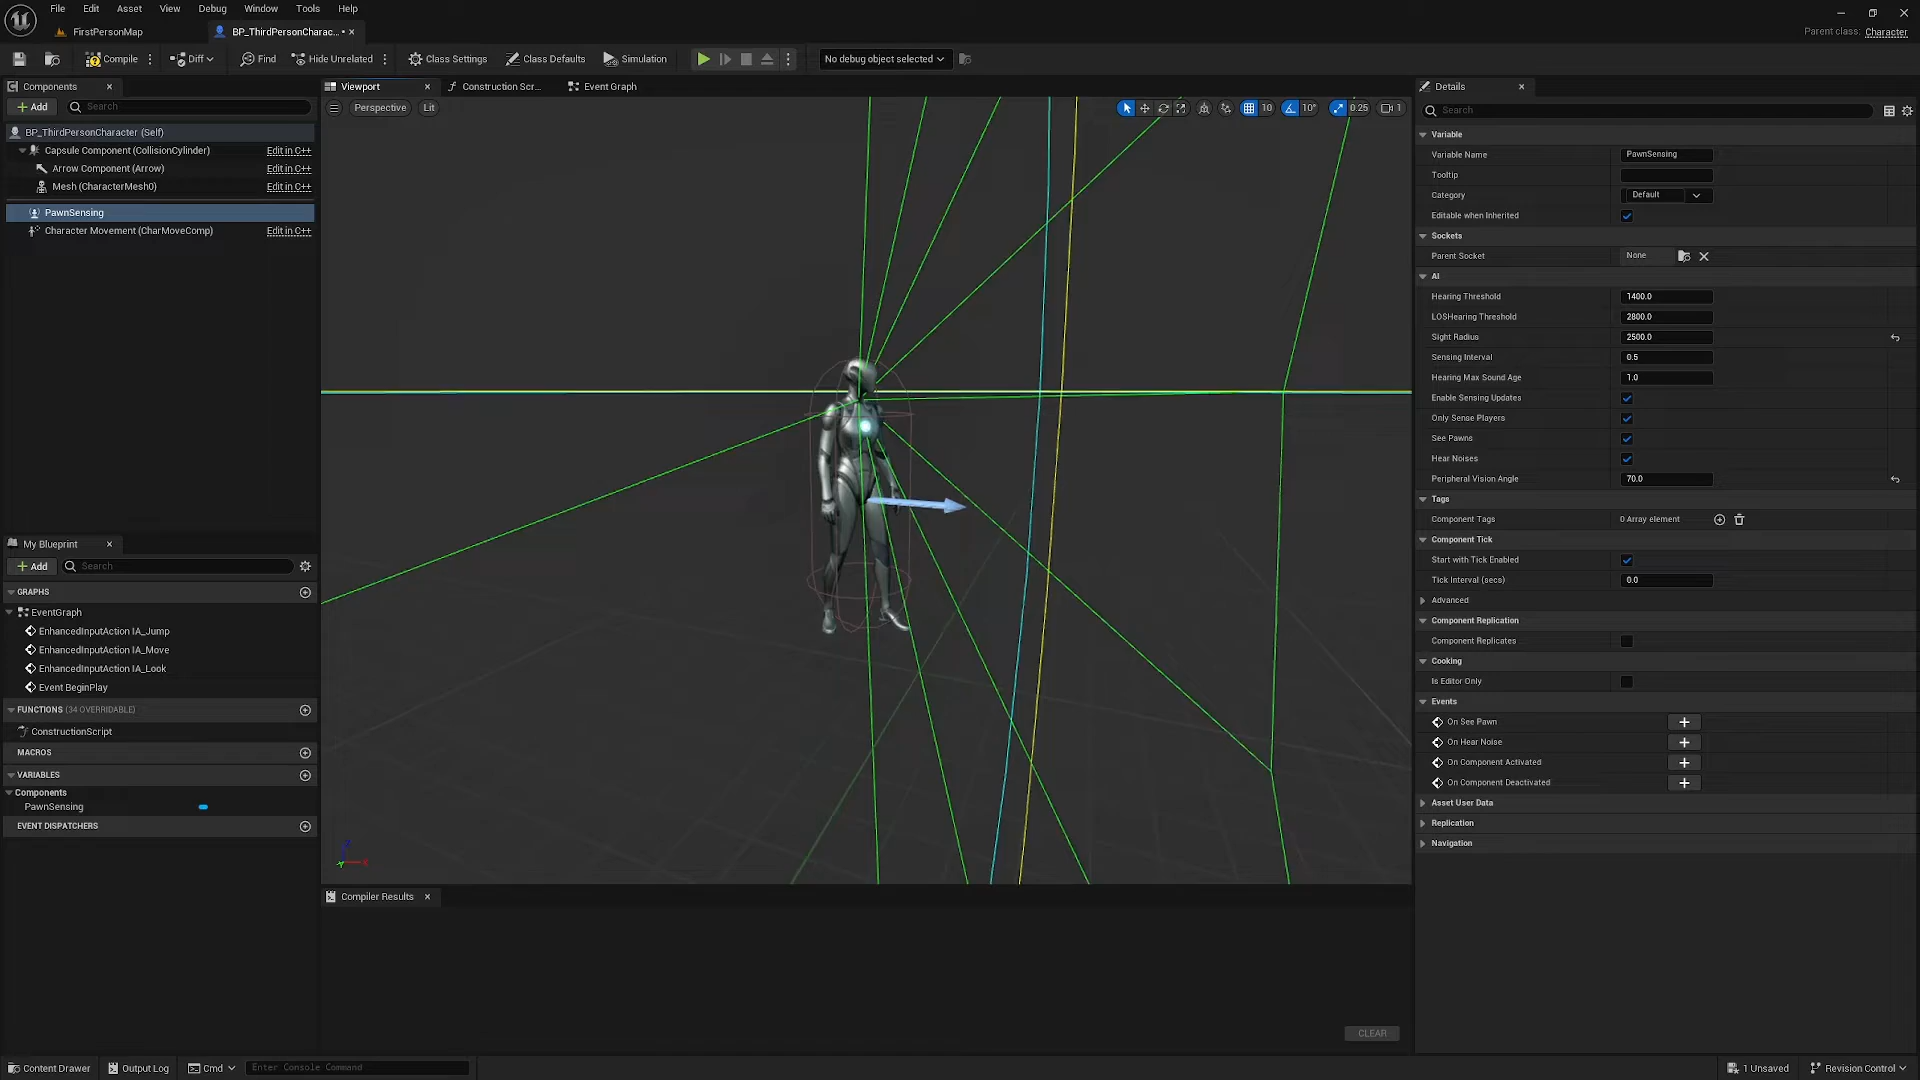 File Edit Asset View Debug Window Tools Help
FirstPersonMap
BP_ThirdPersonCharac... •
Parent class: Character
Compile
Diff
Find
Hide Unrelated
Class Settings
Class Defaults
Simulation
No debug object selected
Components
Add
Search
BP_ThirdPersonCharacter (Self)
Capsule Component (CollisionCylinder) Edit in C++
Arrow Component (Arrow) Edit in C++
Mesh (CharacterMesh0) Edit in C++
PawnSensing
Character Movement (CharMoveComp) Edit in C++
My Blueprint
Add
Search
GRAPHS
EventGraph
EnhancedInputAction IA_Jump
EnhancedInputAction IA_Move
EnhancedInputAction IA_Look
Event BeginPlay
FUNCTIONS (34 OVERRIDABLE)
ConstructionScript
MACROS
VARIABLES
Components
PawnSensing
EVENT DISPATCHERS
Viewport
Construction Scr...
Event Graph
Perspective
Lit
10
10°
0.25
1
Z
X
Y
Compiler Results
CLEAR
Details
Search
Variable
Variable Name PawnSensing
Tooltip
Category Default
Editable when Inherited
Sockets
Parent Socket None
AI
Hearing Threshold 1400.0
LOSHearing Threshold 2800.0
Sight Radius 2500.0
Sensing Interval 0.5
Hearing Max Sound Age 1.0
Enable Sensing Updates
Only Sense Players
See Pawns
Hear Noises
Peripheral Vision Angle 70.0
Tags
Component Tags 0 Array element
Component Tick
Start with Tick Enabled
Tick Interval (secs) 0.0
Advanced
Component Replication
Component Replicates
Cooking
Is Editor Only
Events
On See Pawn
On Hear Noise
On Component Activated
On Component Deactivated
Asset User Data
Replication
Navigation
Content Drawer
Output Log
Cmd
Enter Console Command
1 Unsaved
Revision Control